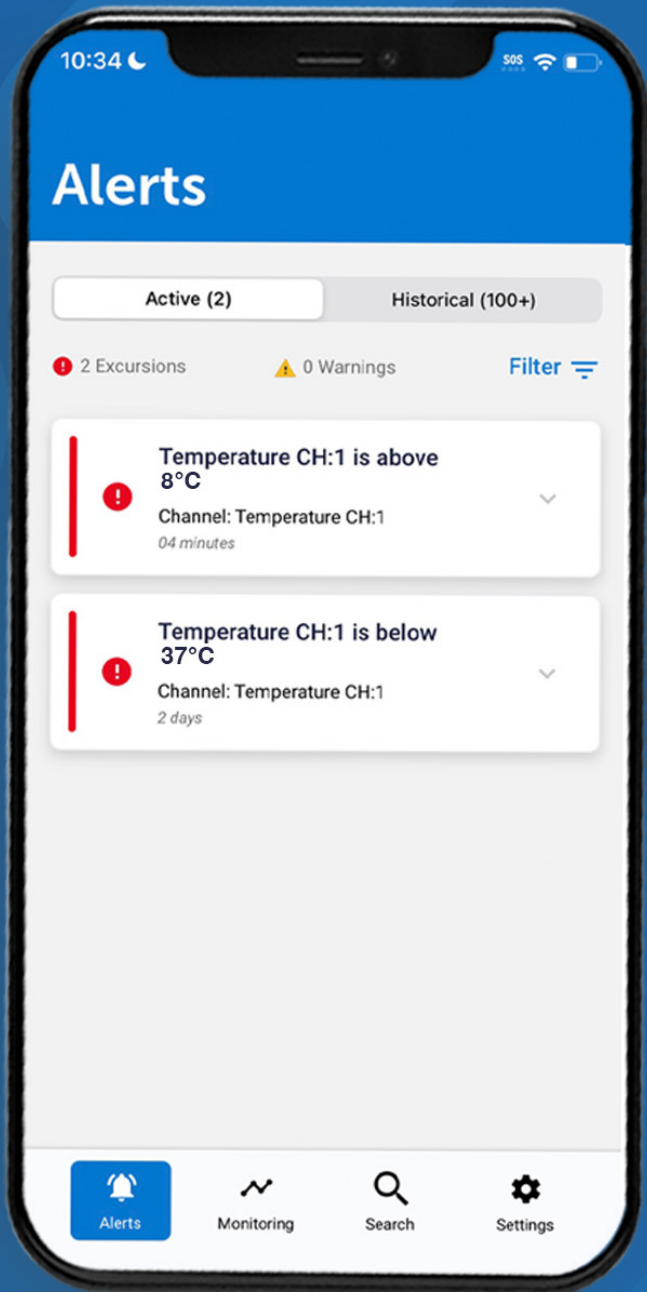 10:34
SOS
Alerts
Active (2)
Historical (100+)
2 Excursions
0 Warnings
Filter
Temperature CH:1 is above
8°C
Channel: Temperature CH:1
04 minutes
Temperature CH:1 is below
37°C
Channel: Temperature CH:1
2 days
Alerts
Monitoring
Search
Settings